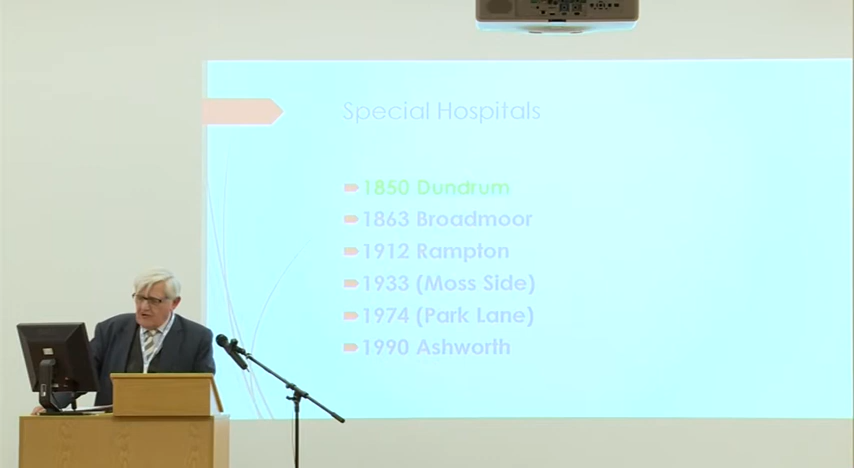 Special Hospitals
1850 Dundrum
1863 Broadmoor
1912 Rampton
1933 (Moss Side)
1974 (Park Lane)
1990 Ashworth